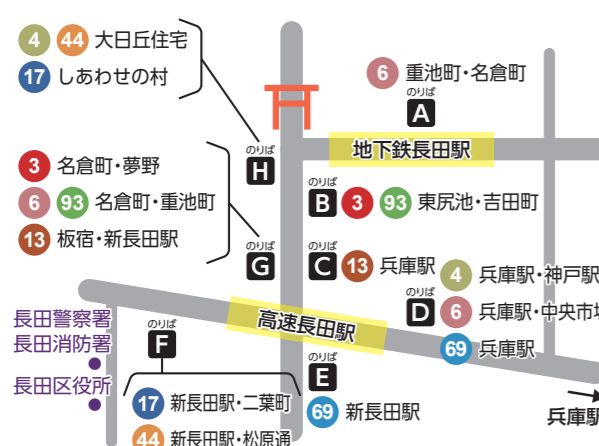 4 44 大日丘住宅
17 しあわせの村
6 重池町・名倉町
のりば
A
地下鉄長田駅
のりば
H
3 名倉町・夢野
6 93 名倉町・重池町
13 板宿・新長田駅
のりば
B 3 93 東尻池・吉田町
のりば
G
のりば
C 13 兵庫駅
4 兵庫駅・神戸駅
のりば
D 6 兵庫駅・中央市場
69 兵庫駅
高速長田駅
長田警察署
長田消防署
長田区役所
のりば
F
のりば
E
69 新長田駅
17 新長田駅・二葉町
44 新長田駅・松原通
兵庫駅